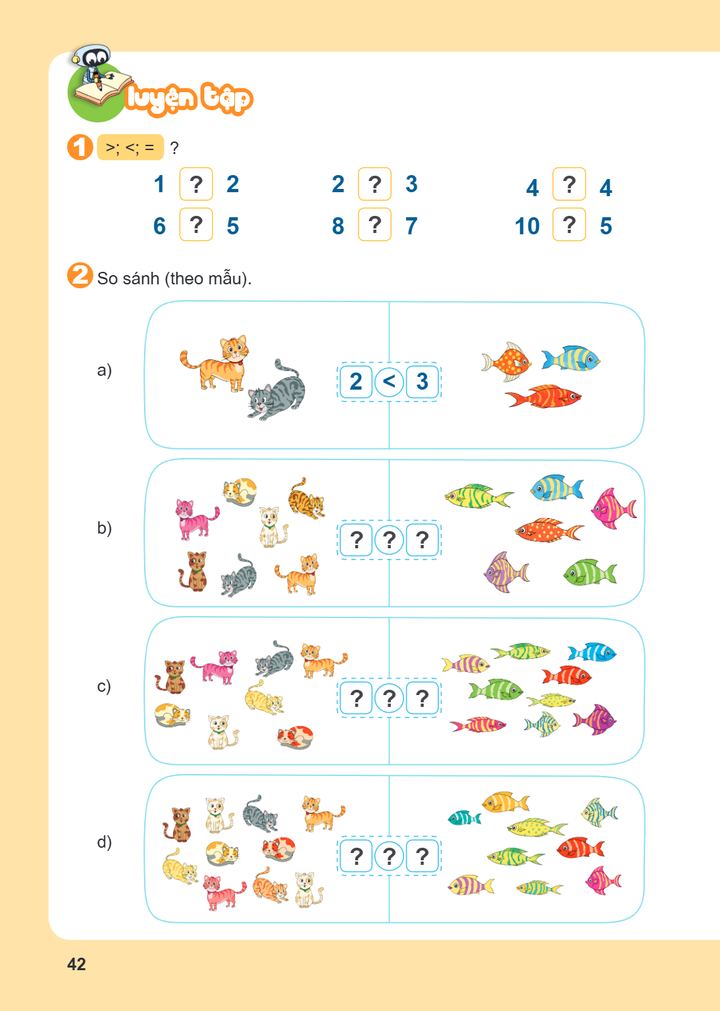 luyện tập
1 >; <; = ?
1 ? 2 2 ? 3 4 ? 4
6 ? 5 8 ? 7 10 ? 5
2 So sánh (theo mẫu).
a) 2 < 3
b) ? ? ?
c) ? ? ?
d) ? ? ?
42